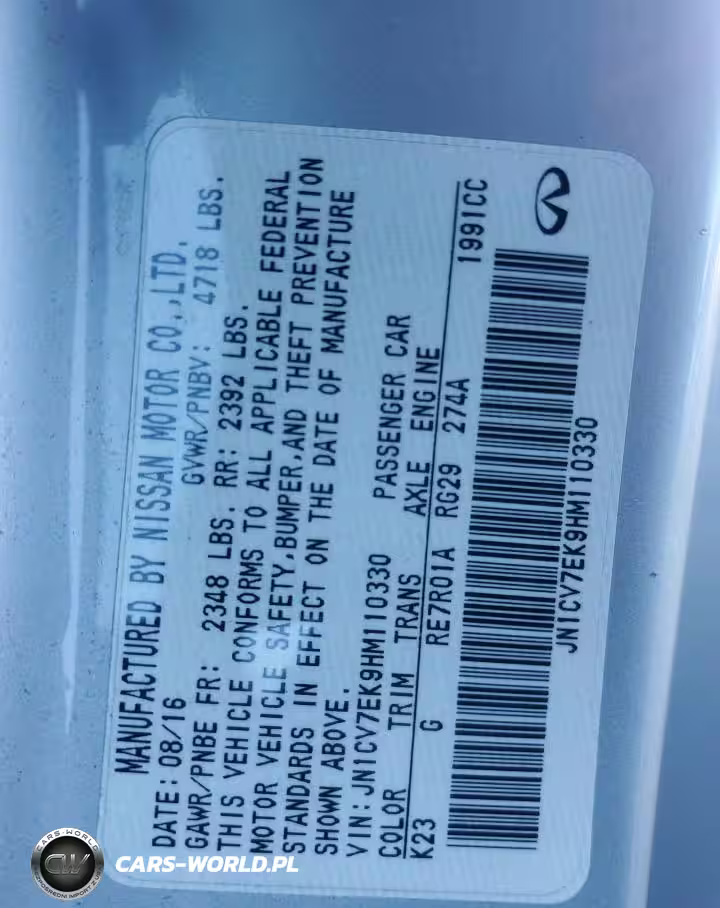 MANUFACTURED BY NISSAN MOTOR CO.,LTD.
DATE:08/16 GVWR/PNBV: 4718 LBS.
GAWR/PNBE FR: 2348 LBS. RR: 2392 LBS.
THIS VEHICLE CONFORMS TO ALL APPLICABLE FEDERAL
MOTOR VEHICLE SAFETY,BUMPER,AND THEFT PREVENTION
STANDARDS IN EFFECT ON THE DATE OF MANUFACTURE
SHOWN ABOVE.
VIN:JN1CV7EK9HM110330 PASSENGER CAR
COLOR TRIM TRANS AXLE ENGINE
K23 G RE7R01A RG29 274A 1991CC
JN1CV7EK9HM110330
CARS-WORLD
CW
CARS-WORLD.PL